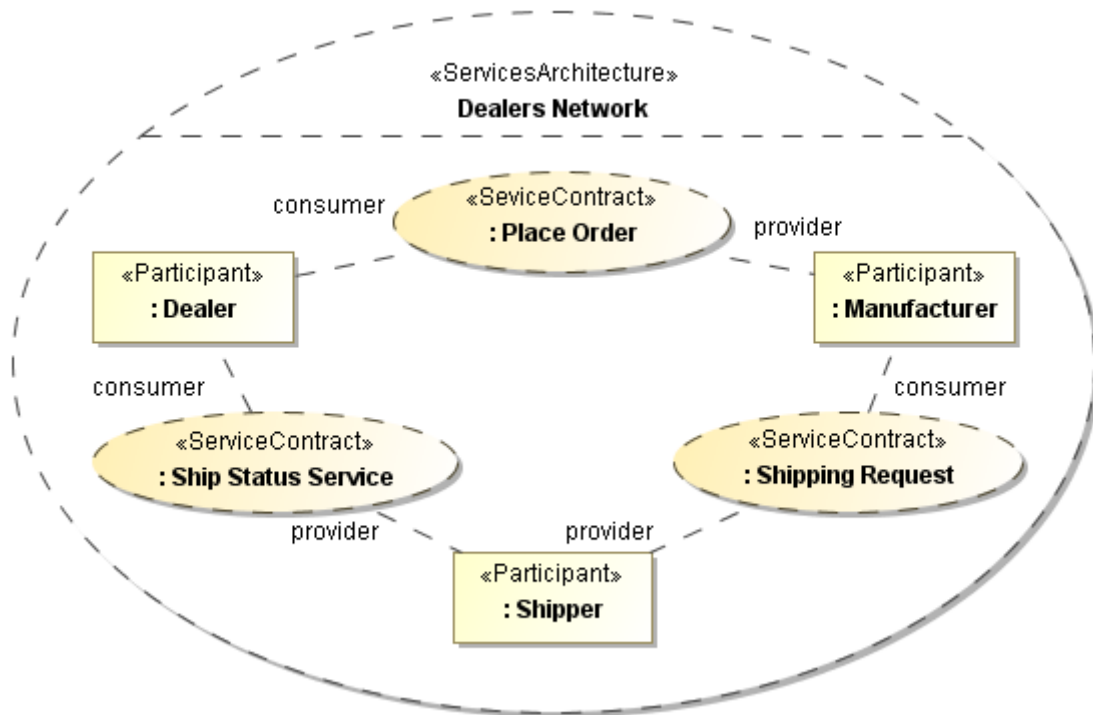 «ServicesArchitecture»
Dealers Network
consumer
«SeviceContract»
: Place Order
provider
«Participant»
: Dealer
«Participant»
: Manufacturer
consumer
consumer
«ServiceContract»
: Ship Status Service
«ServiceContract»
: Shipping Request
provider
provider
«Participant»
: Shipper